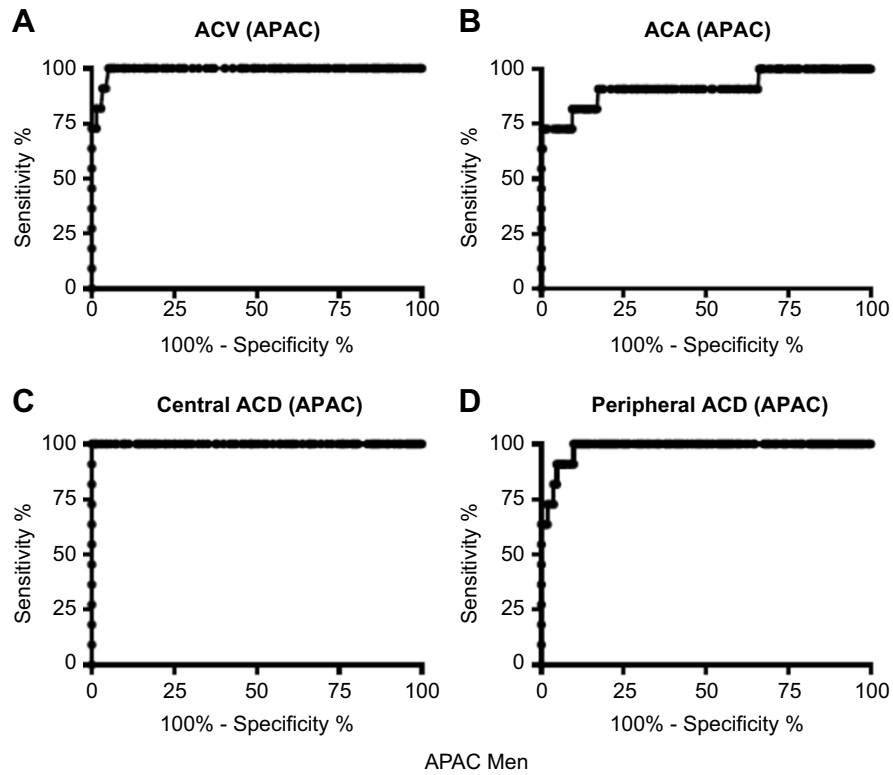 A
ACV (APAC)
100
75
50
25
0
Sensitivity %
0 25 50 75 100
100% - Specificity %
B
ACA (APAC)
100
75
50
25
0
Sensitivity %
0 25 50 75 100
100% - Specificity %
C
Central ACD (APAC)
100
75
50
25
0
Sensitivity %
0 25 50 75 100
100% - Specificity %
D
Peripheral ACD (APAC)
100
75
50
25
0
Sensitivity %
0 25 50 75 100
100% - Specificity %
APAC Men